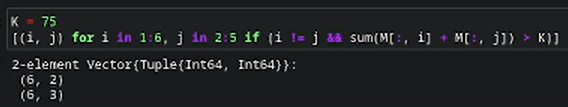 K = 75
[(i, j) for i in 1:6, j in 2:5 if (i != j && sum(M[:, i] + M[:, j]) > K)]
2-element Vector{Tuple{Int64, Int64}}:
(6, 2)
(6, 3)